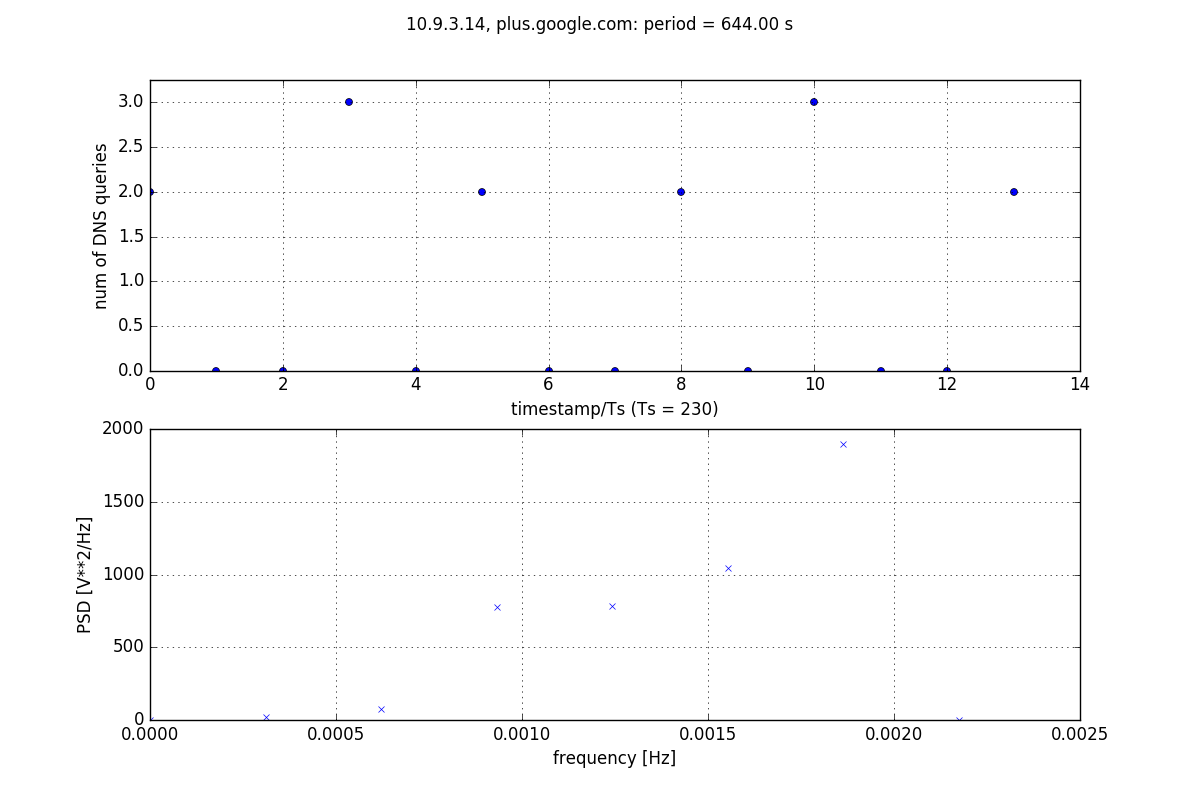 10.9.3.14, plus.google.com: period = 644.00 s
3.0
2.5
2.0
1.5
1.0
0.5
0.0
num of DNS queries
0 2 4 6 8 10 12 14
timestamp/Ts (Ts = 230)
2000
1500
1000
500
0
PSD [V**2/Hz]
0.0000 0.0005 0.0010 0.0015 0.0020 0.0025
frequency [Hz]